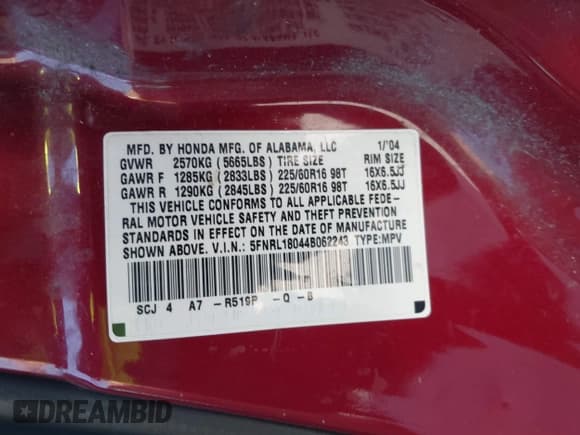 MFD. BY HONDA MFG. OF ALABAMA, LLC 1/'04
GVWR 2570KG (5665LBS) TIRE SIZE RIM SIZE
GAWR F 1285KG (2833LBS) 225/60R16 98T 16X6.5JJ
GAWR R 1290KG (2845LBS) 225/60R16 98T 16X6.5JJ
THIS VEHICLE CONFORMS TO ALL APPLICABLE FEDE-
RAL MOTOR VEHICLE SAFETY AND THEFT PREVENTION
STANDARDS IN EFFECT ON THE DATE OF MANUFACTURE
SHOWN ABOVE. V.I.N.: 5FNRL18044B062243 TYPE:MPV
SCJ 4 A7 -R519P -Q -B
DREAMBID